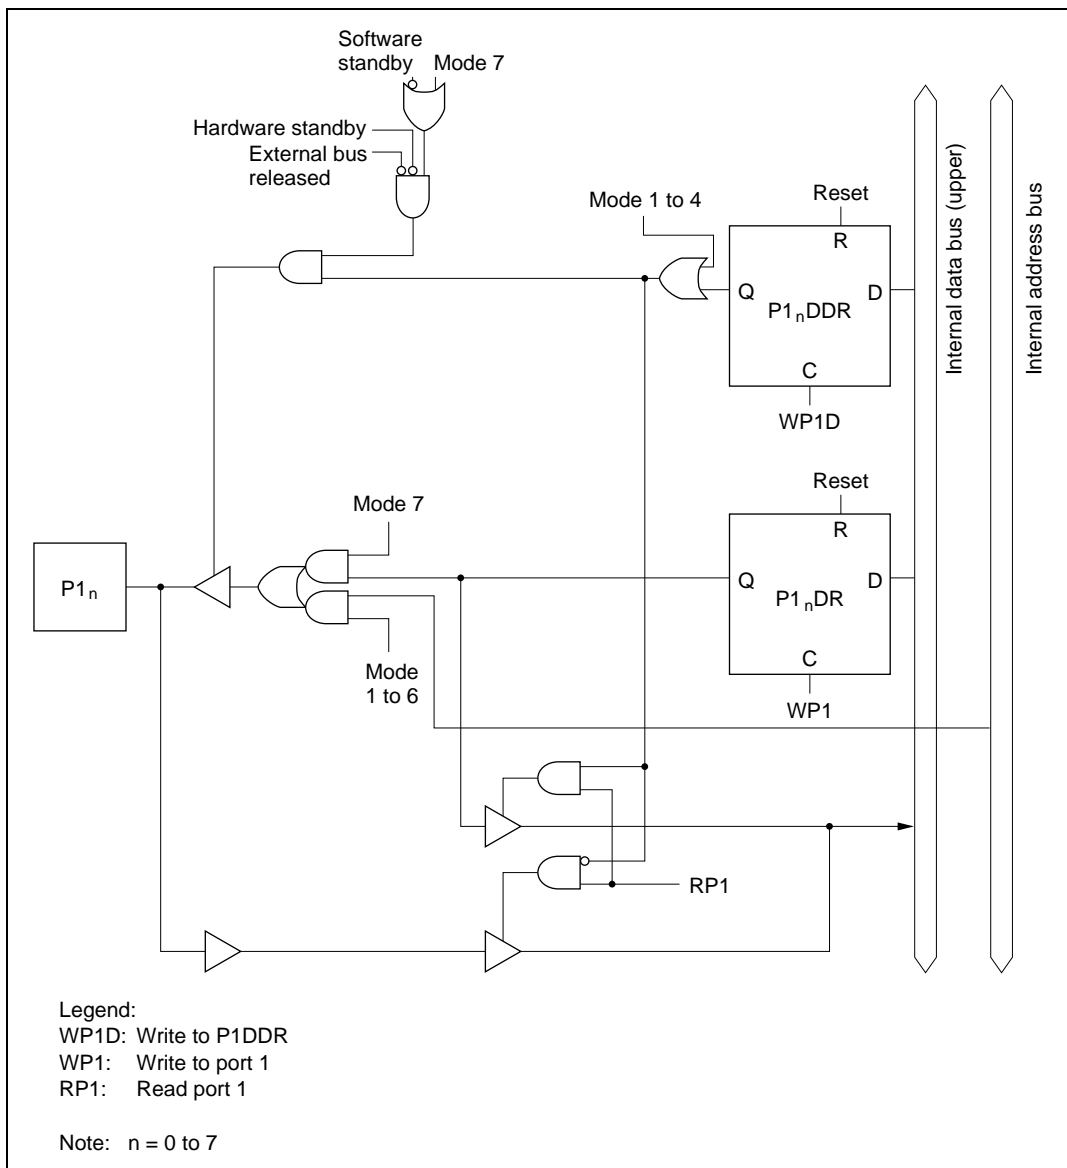 Software
standby
Mode 7
Hardware standby
External bus
released
Mode 1 to 4
Reset
R
Q
P1nDDR
D
C
WP1D
Internal data bus (upper)
Internal address bus
Mode 7
Reset
R
P1n
Q
P1nDR
D
C
WP1
Mode
1 to 6
RP1
Legend:
WP1D: Write to P1DDR
WP1: Write to port 1
RP1: Read port 1
Note: n = 0 to 7